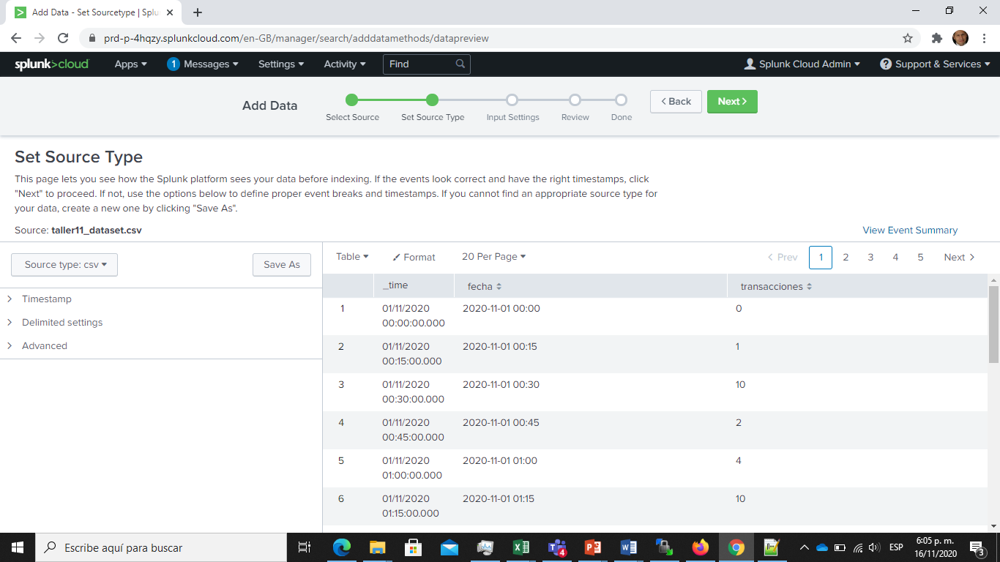 Add Data - Set Sourcetype | Splu
prd-p-4hqzy.splunkcloud.com/en-GB/manager/search/adddatamethods/datapreview
splunk>cloud Apps 1 Messages Settings Activity Find Splunk Cloud Admin ? Support & Services
Add Data Select Source Set Source Type Input Settings Review Done < Back Next >
Set Source Type
This page lets you see how the Splunk platform sees your data before indexing. If the events look correct and have the right timestamps, click
"Next" to proceed. If not, use the options below to define proper event breaks and timestamps. If you cannot find an appropriate source type for
your data, create a new one by clicking "Save As".
Source: taller11_dataset.csv View Event Summary
Source type: csv Save As
> Timestamp
> Delimited settings
> Advanced
Table Format 20 Per Page < Prev 1 2 3 4 5 Next >
_time fecha transacciones
1 01/11/2020 2020-11-01 00:00 0
00:00:00.000
2 01/11/2020 2020-11-01 00:15 1
00:15:00.000
3 01/11/2020 2020-11-01 00:30 10
00:30:00.000
4 01/11/2020 2020-11-01 00:45 2
00:45:00.000
5 01/11/2020 2020-11-01 01:00 4
01:00:00.000
6 01/11/2020 2020-11-01 01:15 10
01:15:00.000
Escribe aquí para buscar 4 ESP 6:05 p. m.
16/11/2020 3